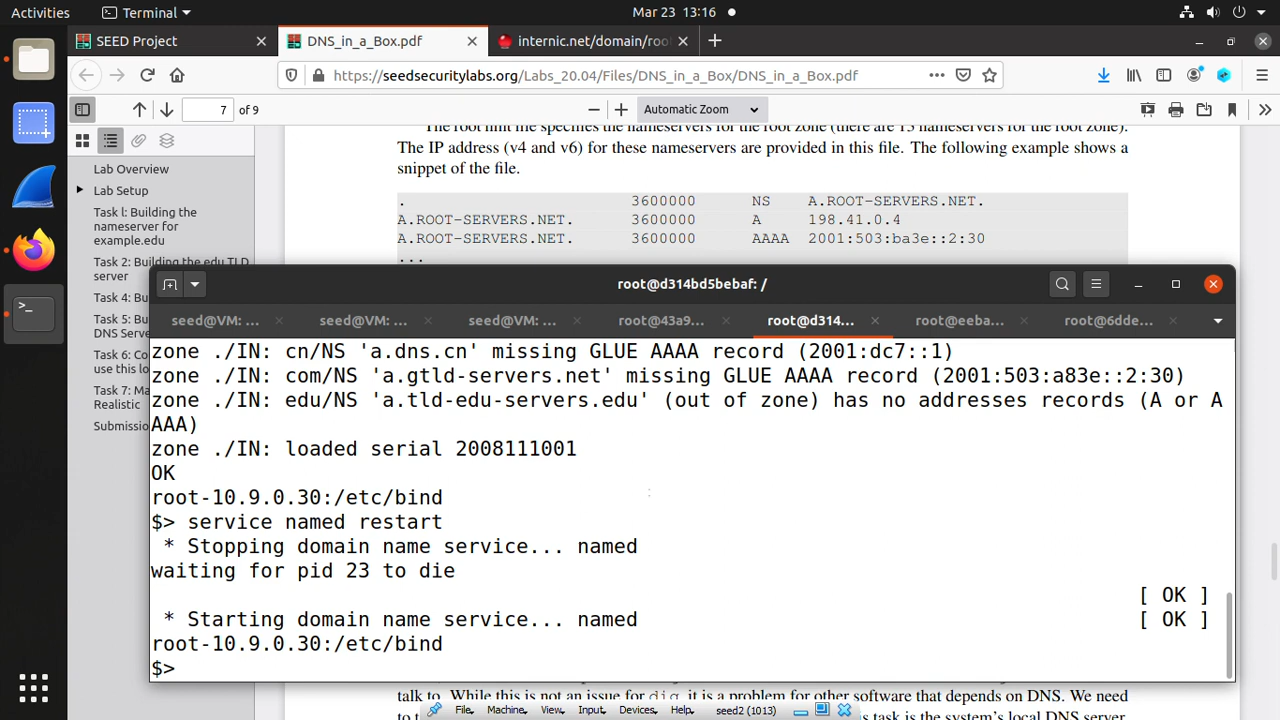 Activities
Terminal
Mar 23 13:16
SEED Project
DNS_in_a_Box.pdf
internic.net/domain/roo
https://seedsecuritylabs.org/Labs_20.04/Files/DNS_in_a_Box/DNS_in_a_Box.pdf
7
of 9
Automatic Zoom
Lab Overview
Lab Setup
Task l: Building the
nameserver for
example.edu
Task 2: Building the edu TLD
server
Task 4: B
Task 5: 
DNS Serve
Task 6: Co
use this lo
Task 7: Ma
Realistic
Submissio
The root hint file specifies the nameservers for the root zone (there are 13 nameservers for the root zone).
The IP address (v4 and v6) for these nameservers are provided in this file. The following example shows a
snippet of the file.
. 3600000 NS A.ROOT-SERVERS.NET.
A.ROOT-SERVERS.NET. 3600000 A 198.41.0.4
A.ROOT-SERVERS.NET. 3600000 AAAA 2001:503:ba3e::2:30
...
root@d314bd5bebaf: /
seed@VM: ...
seed@VM: ...
seed@VM: ...
root@43a9...
root@d314...
root@eeba...
root@6dde...
zone ./IN: cn/NS 'a.dns.cn' missing GLUE AAAA record (2001:dc7::1)
zone ./IN: com/NS 'a.gtld-servers.net' missing GLUE AAAA record (2001:503:a83e::2:30)
zone ./IN: edu/NS 'a.tld-edu-servers.edu' (out of zone) has no addresses records (A or A
AAA)
zone ./IN: loaded serial 2008111001
OK
root-10.9.0.30:/etc/bind
$> service named restart
* Stopping domain name service... named
waiting for pid 23 to die
[ OK ]
* Starting domain name service... named [ OK ]
root-10.9.0.30:/etc/bind
$>
talk to. While this is not an issue for dig, it is a problem for other software that depends on DNS. We need
File Machine View Input Devices Help seed2 (1013)
to t
is task is the system's local DNS server